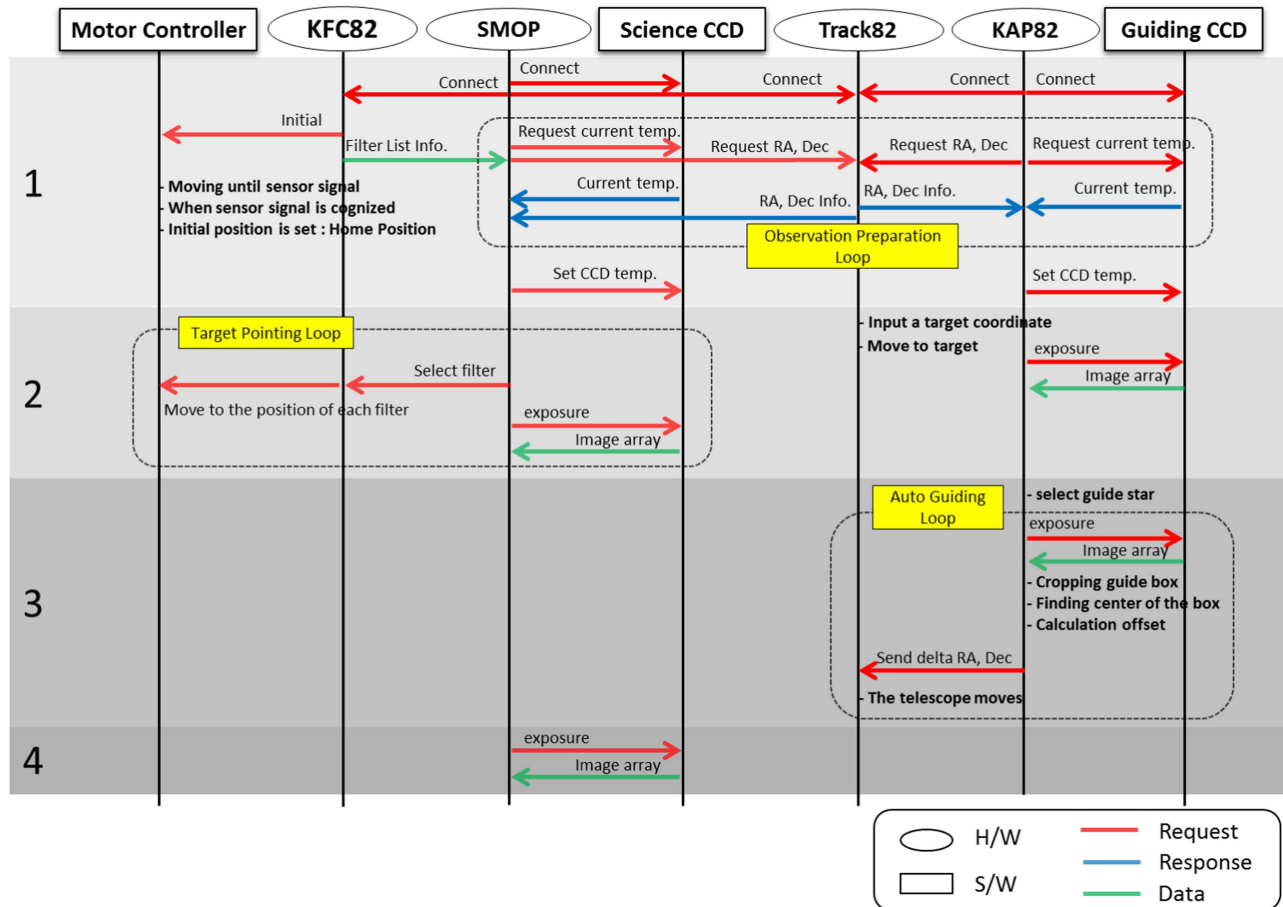 Motor Controller
KFC82
SMOP
Science CCD
Track82
KAP82
Guiding CCD
1
Connect
Connect
Connect
Connect
Connect
Initial
Filter List Info.
Request current temp.
Request RA, Dec
Request RA, Dec
Request current temp.
- Moving until sensor signal
- When sensor signal is cognized
- Initial position is set : Home Position
Current temp.
RA, Dec Info.
RA, Dec Info.
Current temp.
Observation Preparation
Loop
Set CCD temp.
Set CCD temp.
2
Target Pointing Loop
- Input a target coordinate
- Move to target
exposure
Image array
Select filter
Move to the position of each filter
exposure
Image array
3
Auto Guiding
Loop
- select guide star
exposure
Image array
- Cropping guide box
- Finding center of the box
- Calculation offset
Send delta RA, Dec
- The telescope moves
4
exposure
Image array
H/W
S/W
Request
Response
Data